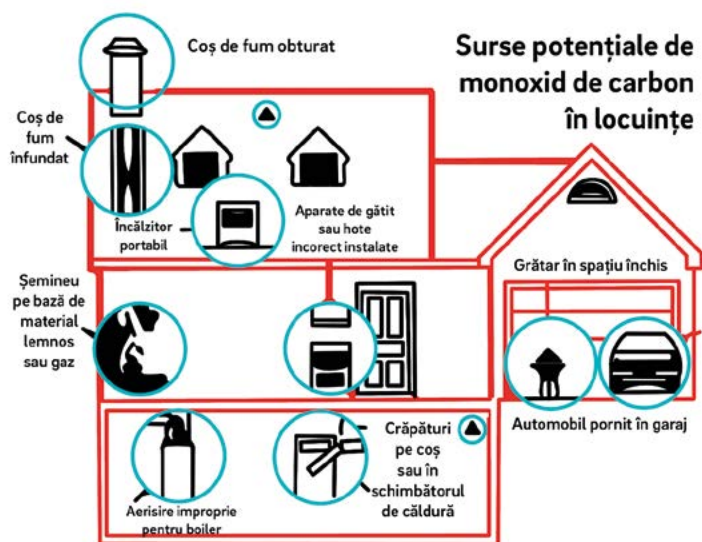 Coș de fum obturat
Surse potențiale de
monoxid de carbon
în locuințe
Coș de
fum
înfundat
Încălzitor
portabil
Aparate de gătit
sau hote
incorect instalate
Grătar în spațiu închis
Șemineu
pe bază de
material
lemnos
sau gaz
Automobil pornit în garaj
Crăpături
pe coș
sau în
schimbătorul
de căldură
Aerisire improprie
pentru boiler